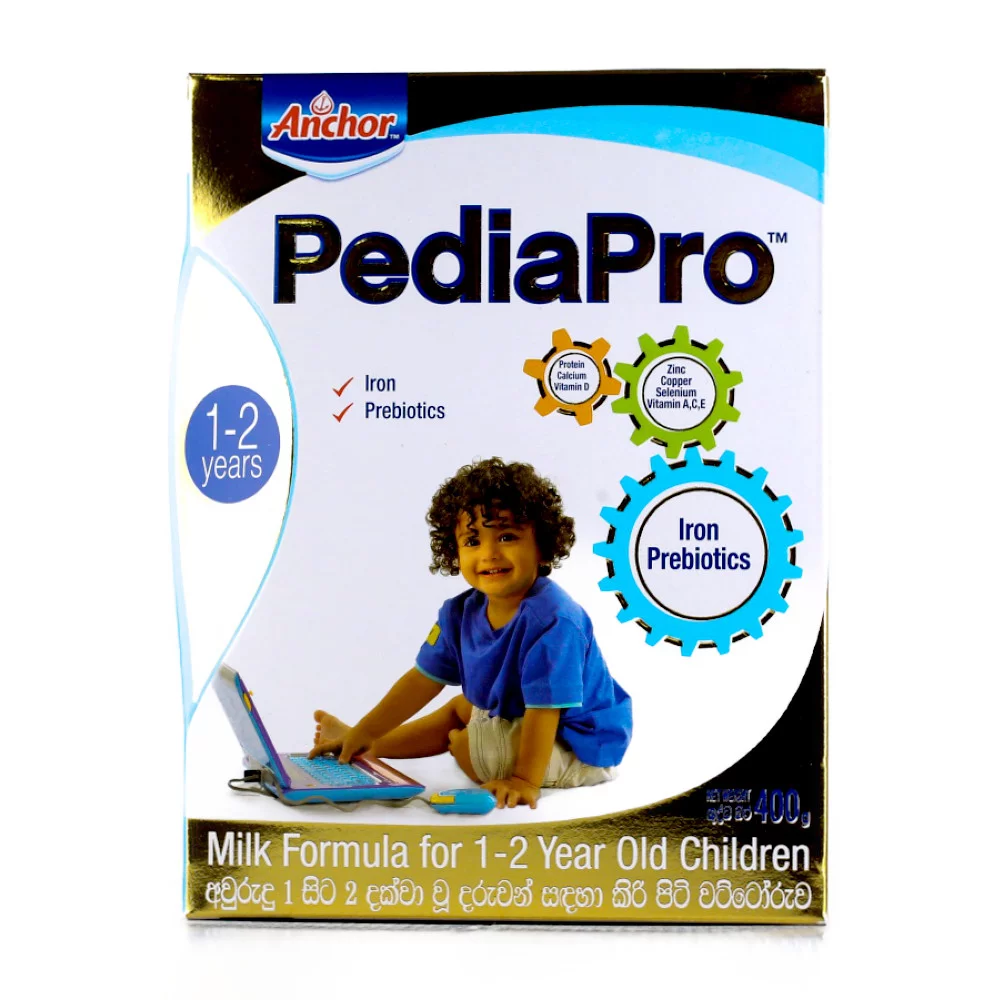 Anchor™
PediaPro™
Iron
Prebiotics
Protein
Calcium
Vitamin D
Zinc
Copper
Selenium
Vitamin A,C,E
1-2
years
Iron
Prebiotics
400g
Milk Formula for 1-2 Year Old Children
අවුරුදු 1 සිට 2 දක්වා වූ දරුවන් සඳහා කිරි පිටි වට්ටෝරුව